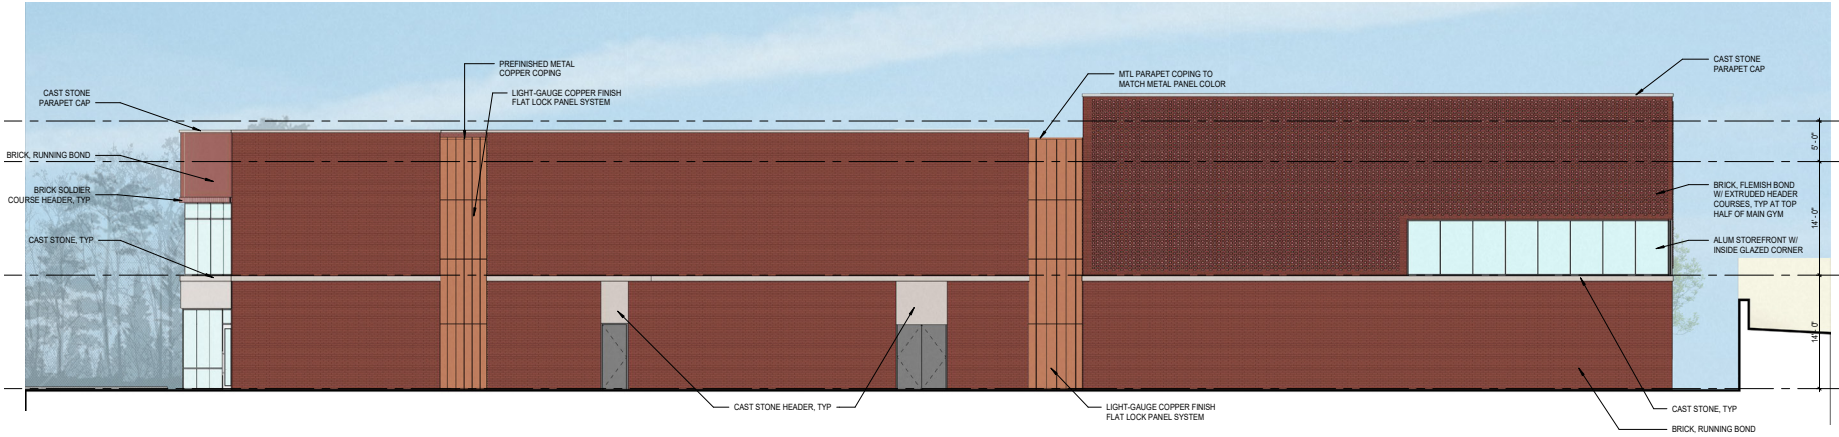 CAST STONE
PARAPET CAP
BRICK, RUNNING BOND
BRICK SOLDIER
COURSE HEADER, TYP
CAST STONE, TYP
PREFINISHED METAL
COPPER COPING
LIGHT-GAUGE COPPER FINISH
FLAT LOCK PANEL SYSTEM
MTL PARAPET COPING TO
MATCH METAL PANEL COLOR
CAST STONE
PARAPET CAP
BRICK, FLEMISH BOND
W/ EXTRUDED HEADER
COURSES, TYP AT TOP
HALF OF MAIN GYM
ALUM STOREFRONT W/
INSIDE GLAZED CORNER
5' - 0"
14' - 0"
14' - 0"
CAST STONE HEADER, TYP
LIGHT-GAUGE COPPER FINISH
FLAT LOCK PANEL SYSTEM
CAST STONE, TYP
BRICK, RUNNING BOND